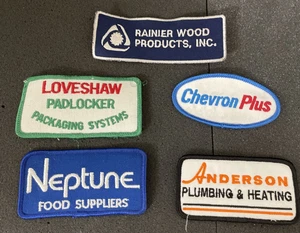 RAINIER WOOD
PRODUCTS, INC.
LOVESHAW
PADLOCKER
PACKAGING SYSTEMS
Chevron Plus
Neptune
FOOD SUPPLIERS
ANDERSON
PLUMBING & HEATING